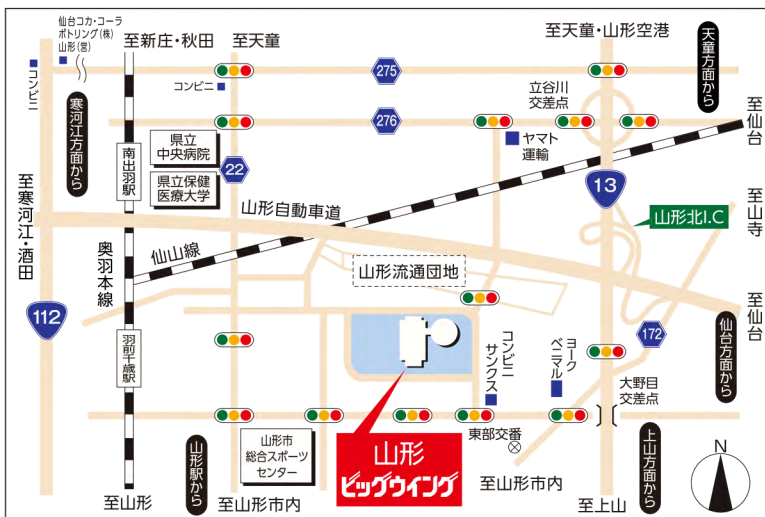 仙台コカ・コーラ
ボトリング(株)
山形(営)
コンビニ
至新庄・秋田
至天童
至天童・山形空港
天童方面から
寒河江方面から
コンビニ
275
立谷川
交差点
276
ヤマト
運輸
至仙台
県立
中央病院
南出羽駅
22
県立保健
医療大学
13
至寒河江・酒田
山形自動車道
山形北I.C
至山寺
奥羽本線
仙山線
山形流通団地
至仙台
112
羽前千歳駅
172
仙台方面から
コンビニ
サンクス
ヨーク
ベニマル
大野目
交差点
山形駅から
山形市
総合スポーツ
センター
山形
ビッグウイング
東部交番
上山方面から
N
至山形
至山形市内
至山形市内
至上山